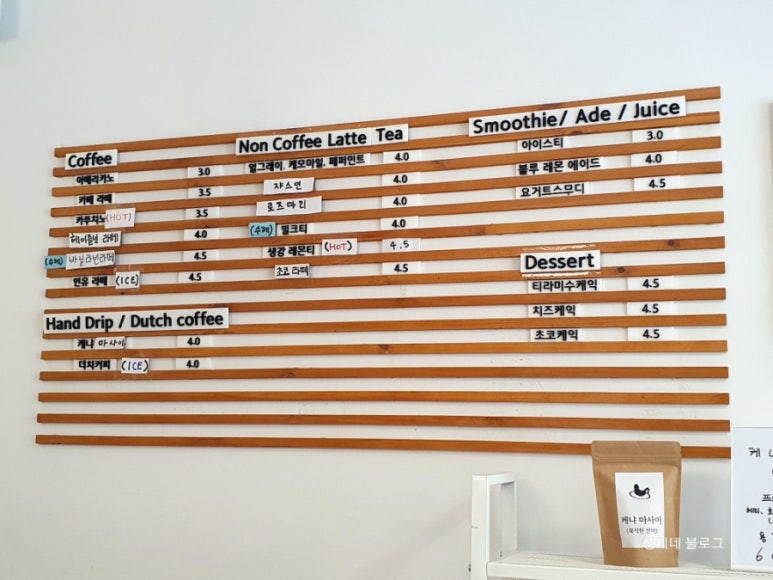 Coffee
아메리카노 3.0
카페 라떼 3.5
카푸치노 (HOT) 3.5
헤이즐넛 라떼 4.0
(수제) 바닐라빈라떼 4.5
연유 라떼 (ICE) 4.5
Hand Drip / Dutch coffee
케냐 마사이 4.0
더치커피 (ICE) 4.0
Non Coffee Latte Tea
얼그레이. 케모마일. 페퍼민트 4.0
쟈스민 4.0
로즈마리 4.0
(수제) 밀크티 4.0
생강 레몬티 (HOT) 4.5
초코 라떼 4.5
Smoothie/ Ade / Juice
아이스티 3.0
블루 레몬 에이드 4.0
요거트스무디 4.5
Dessert
티라미수케익 4.5
치즈케익 4.5
초코케익 4.5
케냐 마사이
케냐
네 블로그